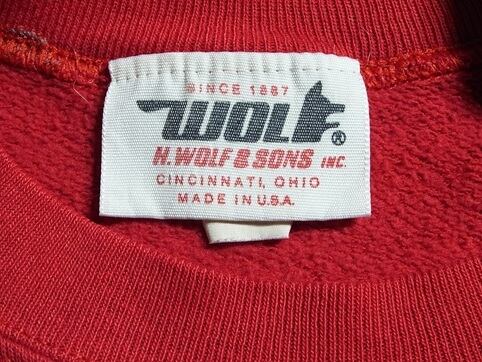 SINCE 1887
WOLF®
H. WOLF & SONS INC.
CINCINNATI, OHIO
MADE IN U.S.A.